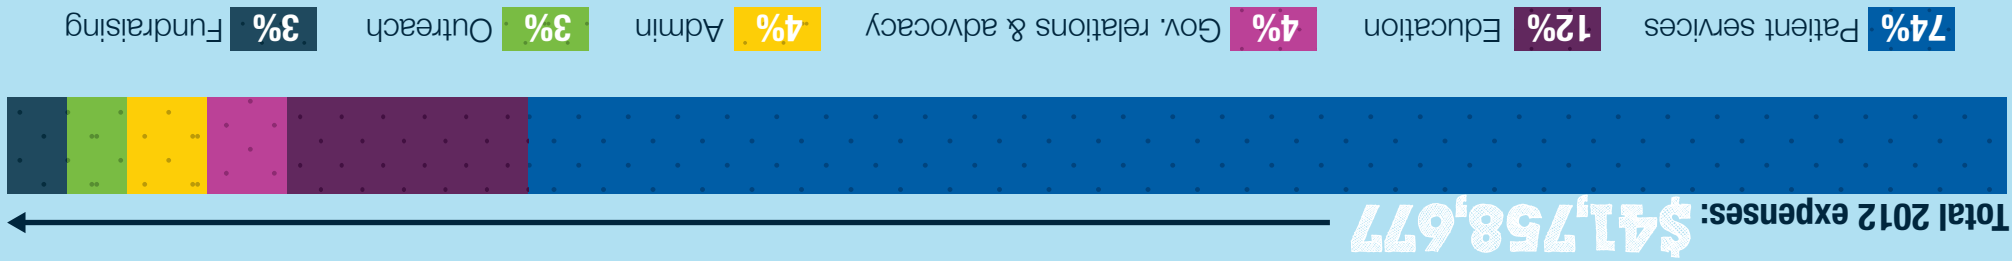 Total 2012 expenses: $41,758,677
74% Patient services 12% Education 4% Gov. relations & advocacy 4% Admin 3% Outreach 3% Fundraising